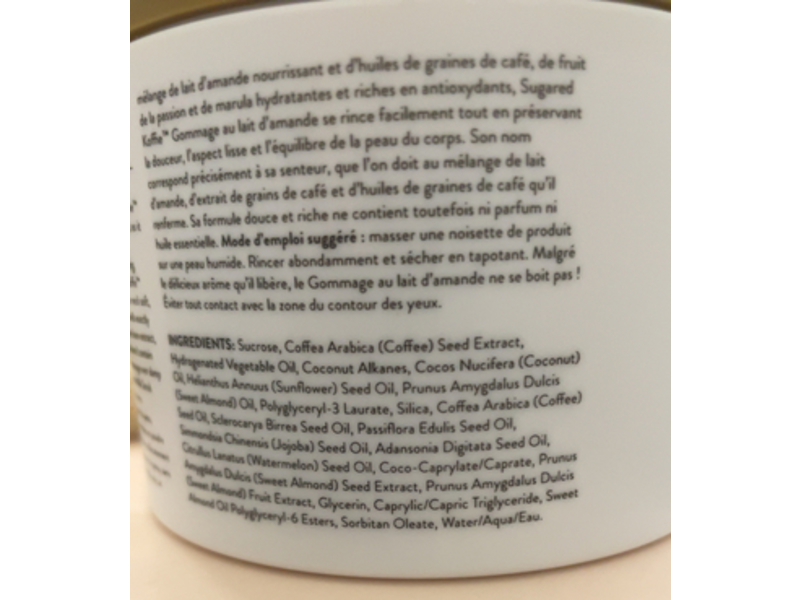 mélange de lait d'amande nourrissant et d'huiles de graines de café, de fruit
de la passion et de marula hydratantes et riches en antioxydants, Sugared
Koffie™ Gommage au lait d'amande se rince facilement tout en préservant
la douceur, l'aspect lisse et l'équilibre de la peau du corps. Son nom
correspond précisément à sa senteur, que l'on doit au mélange de lait
d'amande, d'extrait de grains de café et d'huiles de graines de café qu'il
renferme. Sa formule douce et riche ne contient toutefois ni parfum ni
huile essentielle. Mode d'emploi suggéré : masser une noisette de produit
sur une peau humide. Rincer abondamment et sécher en tapotant. Malgré
le délicieux arôme qu'il libère, le Gommage au lait d'amande ne se boit pas !
Éviter tout contact avec la zone du contour des yeux.
INGREDIENTS: Sucrose, Coffea Arabica (Coffee) Seed Extract,
Hydrogenated Vegetable Oil, Coconut Alkanes, Cocos Nucifera (Coconut)
Oil, Helianthus Annuus (Sunflower) Seed Oil, Prunus Amygdalus Dulcis
(Sweet Almond) Oil, Polyglyceryl-3 Laurate, Silica, Coffea Arabica (Coffee)
Seed Oil, Sclerocarya Birrea Seed Oil, Passiflora Edulis Seed Oil,
Simmondsia Chinensis (Jojoba) Seed Oil, Adansonia Digitata Seed Oil,
Citrullus Lanatus (Watermelon) Seed Oil, Coco-Caprylate/Caprate, Prunus
Amygdalus Dulcis (Sweet Almond) Seed Extract, Prunus Amygdalus Dulcis
(Sweet Almond) Fruit Extract, Glycerin, Caprylic/Capric Triglyceride, Sweet
Almond Oil Polyglyceryl-6 Esters, Sorbitan Oleate, Water/Aqua/Eau.